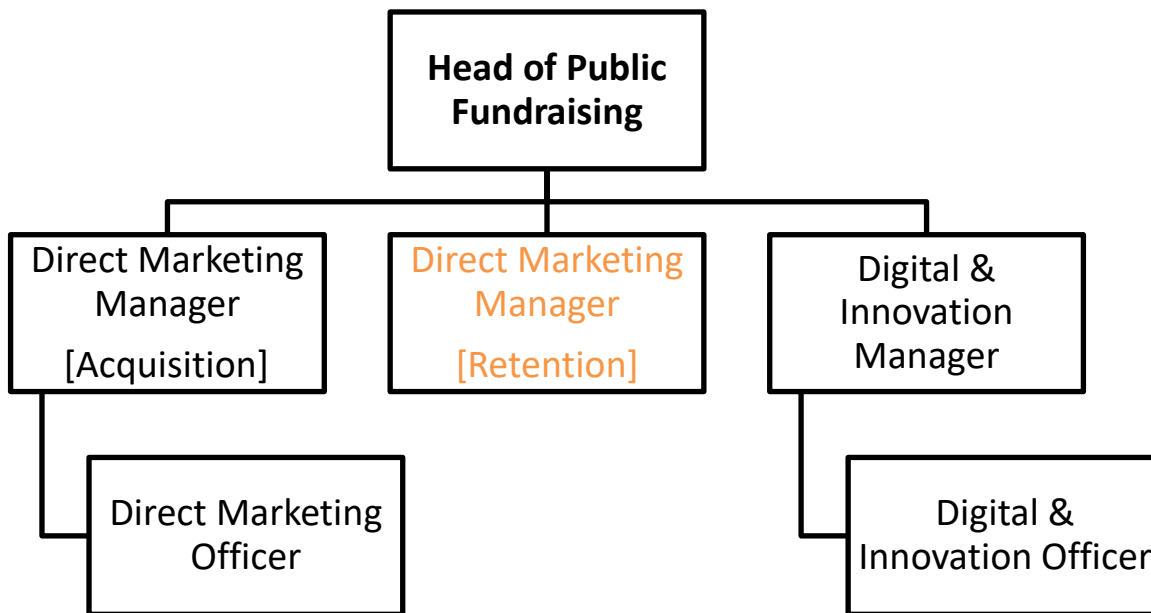 Head of Public
Fundraising
Direct Marketing
Manager
[Acquisition]
Direct Marketing
Manager
[Retention]
Digital &
Innovation
Manager
Direct Marketing
Officer
Digital &
Innovation Officer